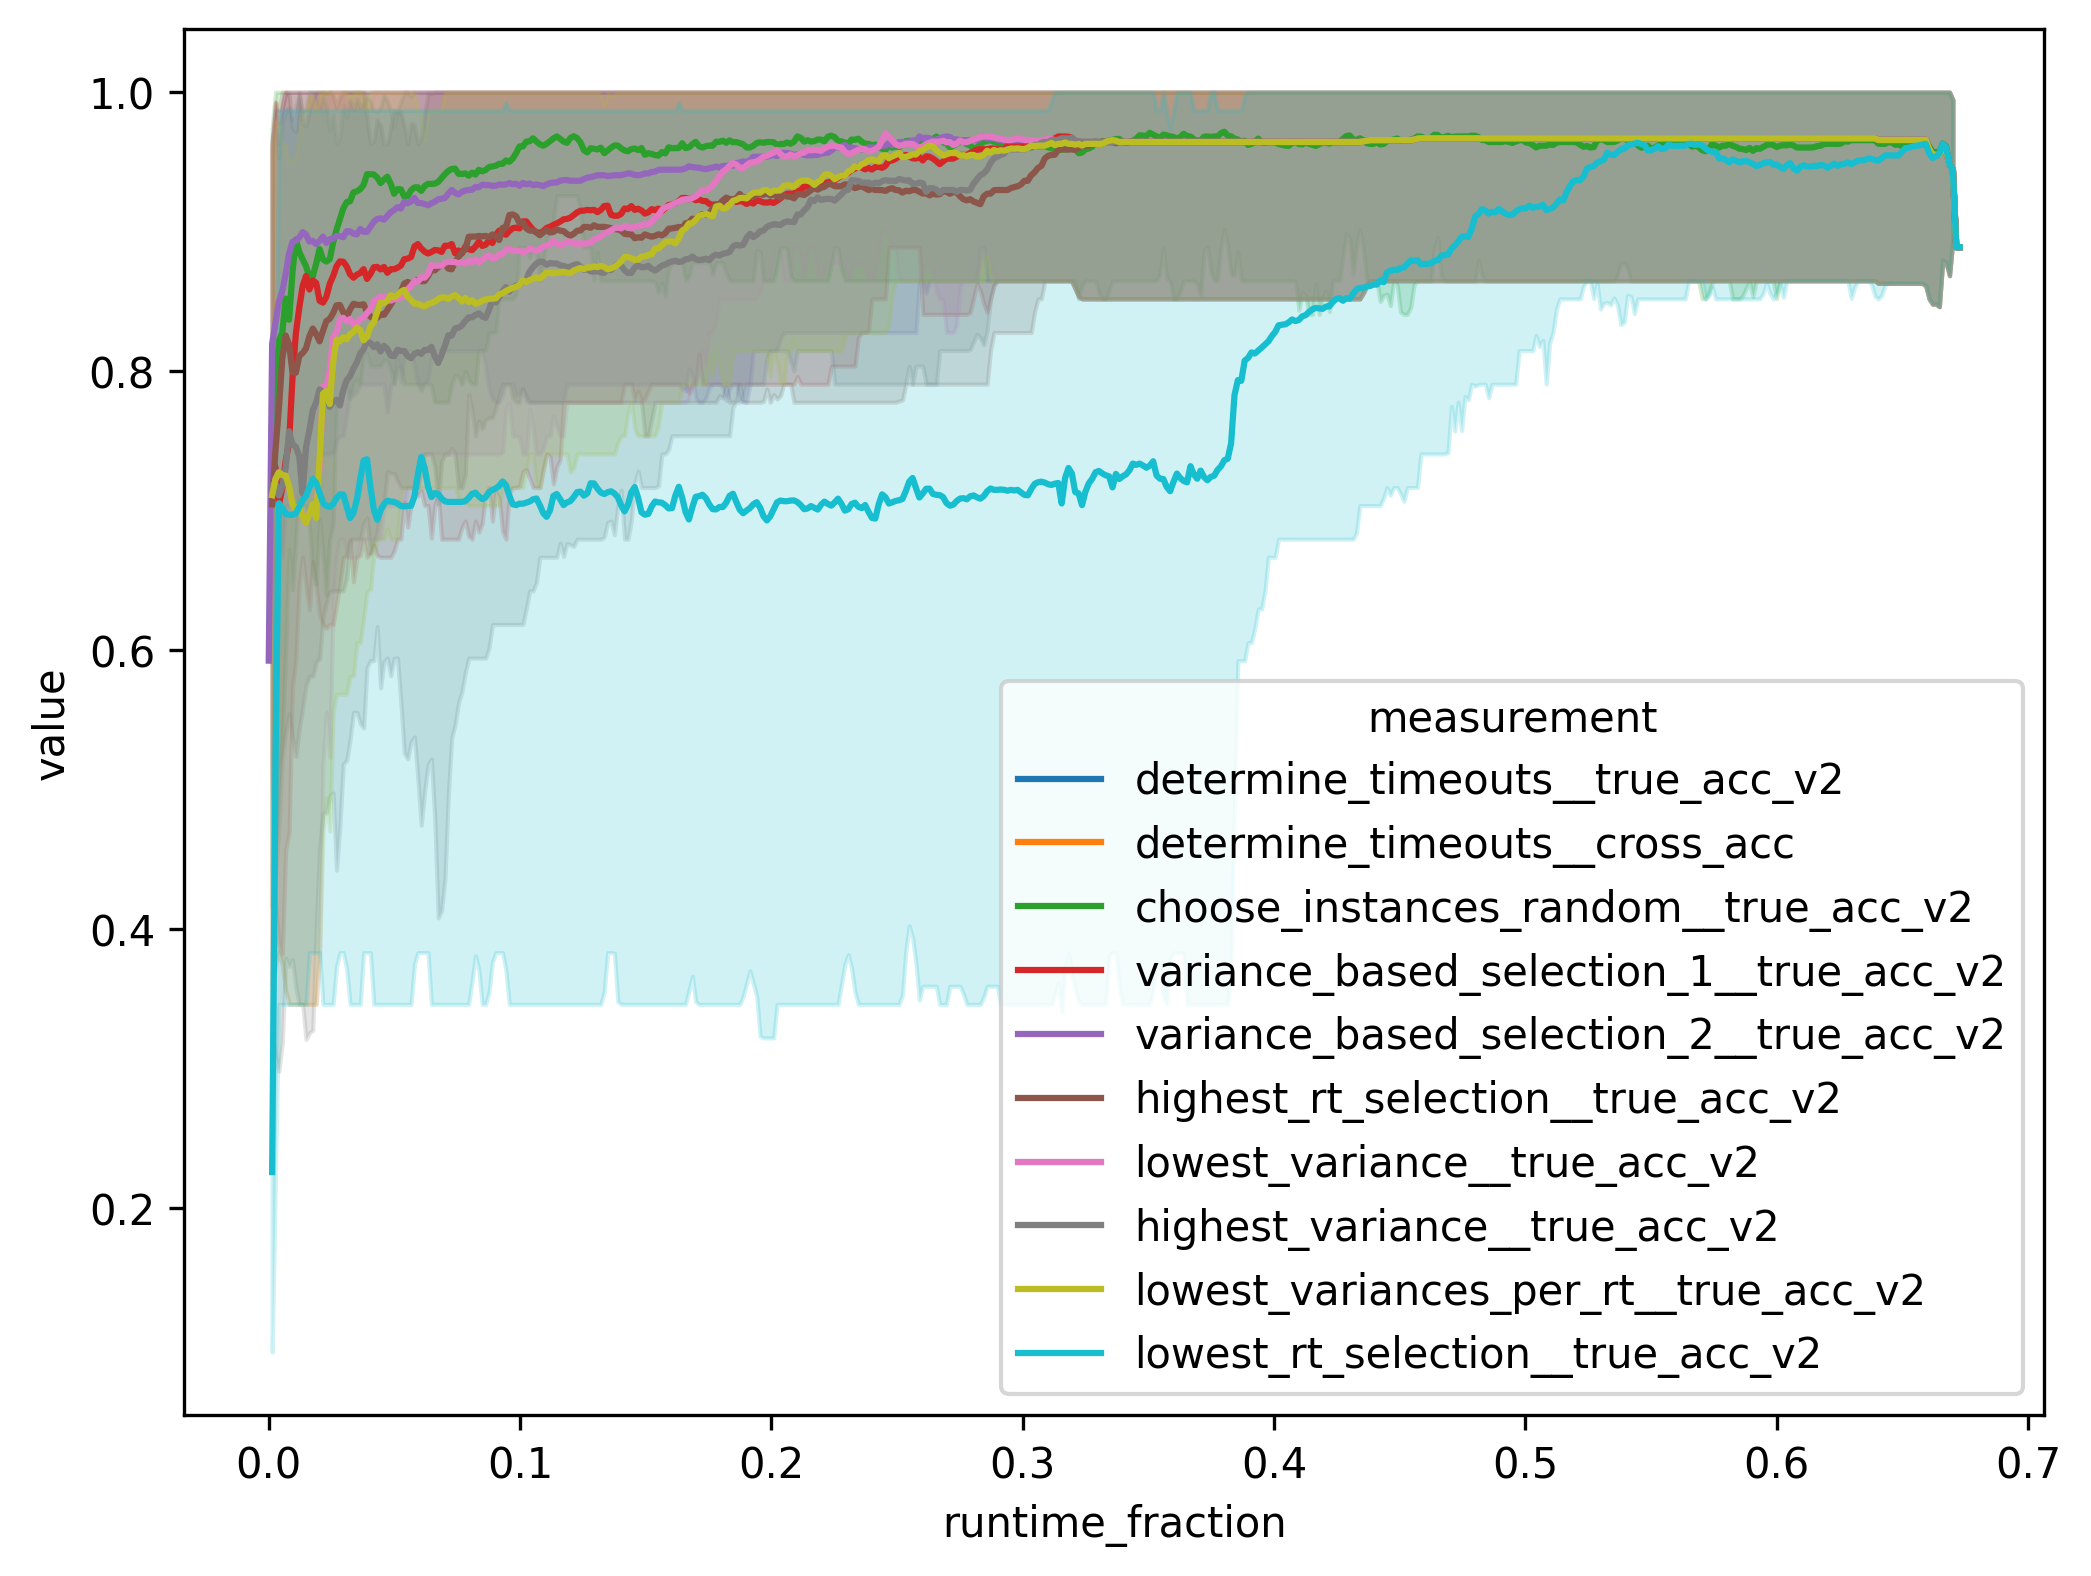 1.0
0.8
0.6
0.4
0.2
value
measurement
determine_timeouts__true_acc_v2
determine_timeouts__cross_acc
choose_instances_random__true_acc_v2
variance_based_selection_1__true_acc_v2
variance_based_selection_2__true_acc_v2
highest_rt_selection__true_acc_v2
lowest_variance__true_acc_v2
highest_variance__true_acc_v2
lowest_variances_per_rt__true_acc_v2
lowest_rt_selection__true_acc_v2
0.0 0.1 0.2 0.3 0.4 0.5 0.6 0.7
runtime_fraction